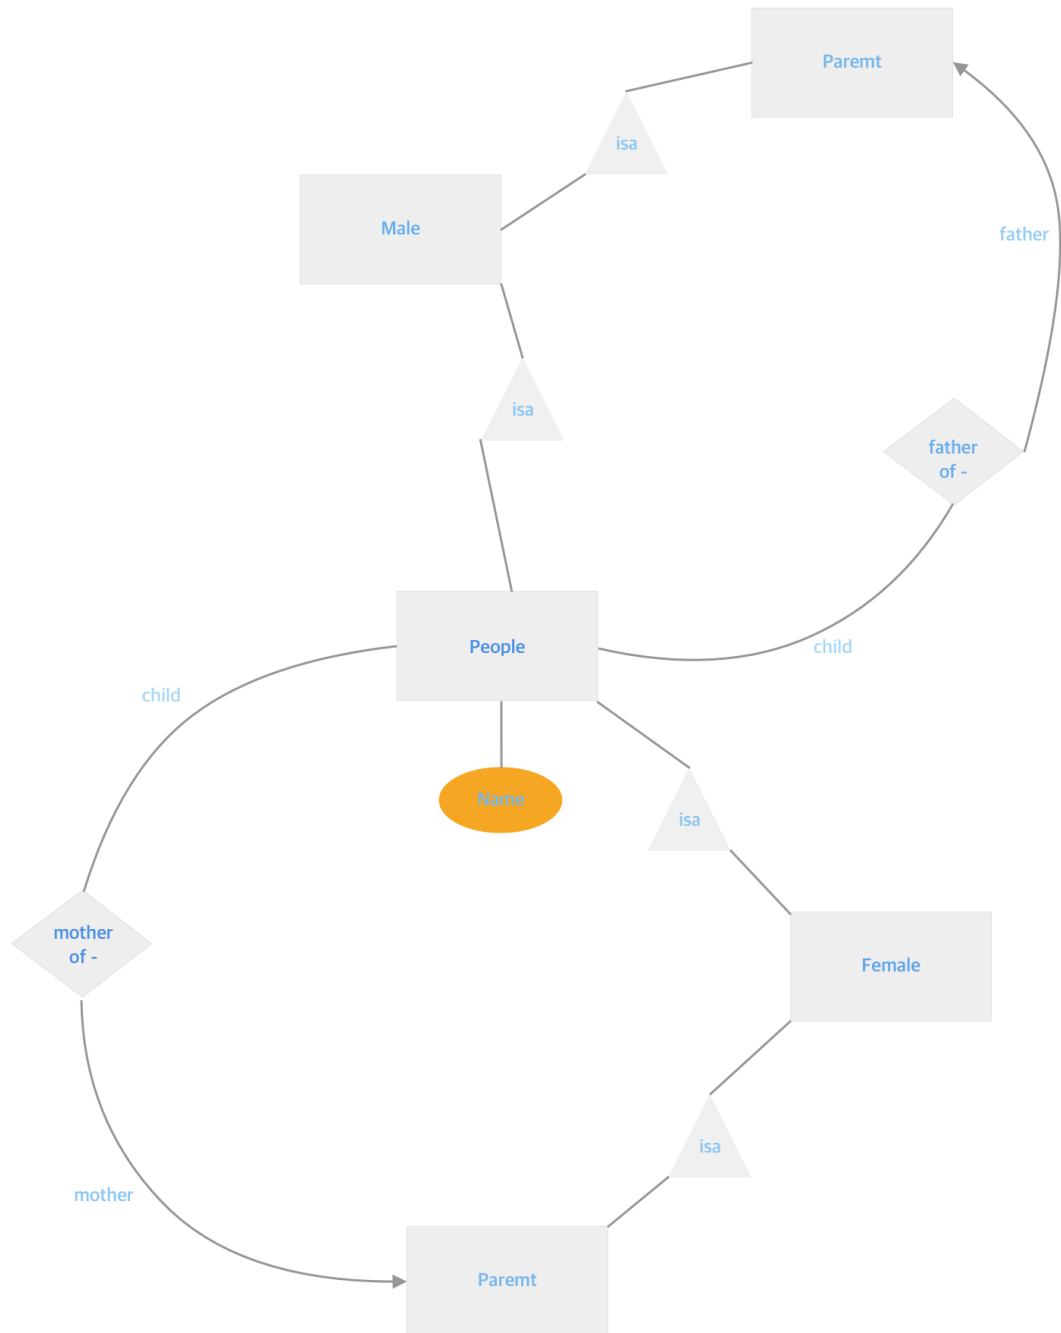 Paremt
isa
Male
father
isa
father
of -
People
child
child
Name
isa
mother
of -
Female
isa
mother
Paremt